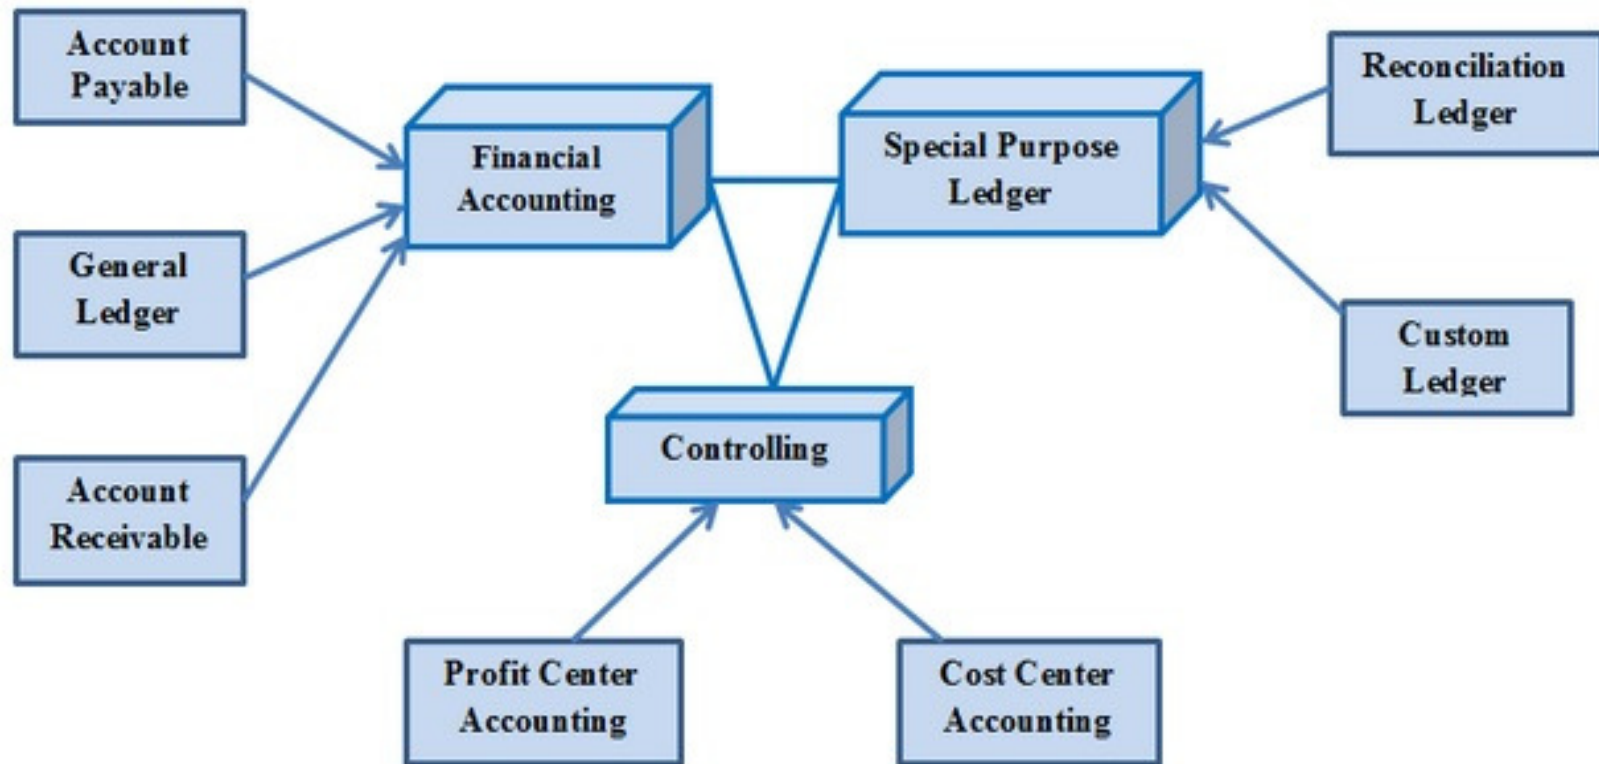 Account
Payable
Financial
Accounting
Special Purpose
Ledger
Reconciliation
Ledger
General
Ledger
Custom
Ledger
Account
Receivable
Controlling
Profit Center
Accounting
Cost Center
Accounting